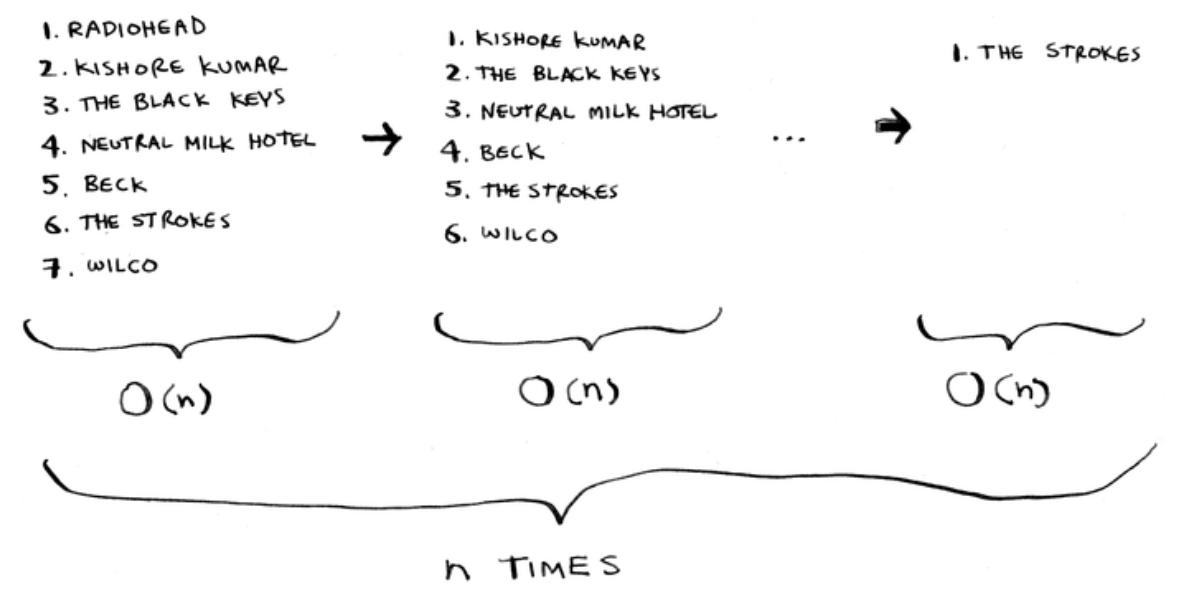 1. RADIOHEAD
2. KISHORE KUMAR
3. THE BLACK KEYS
4. NEUTRAL MILK HOTEL
5. BECK
6. THE STROKES
7. WILCO
1. KISHORE KUMAR
2. THE BLACK KEYS
3. NEUTRAL MILK HOTEL
4. BECK
5. THE STROKES
6. WILCO
...
1. THE STROKES
O(n)
O(n)
O(n)
n TIMES